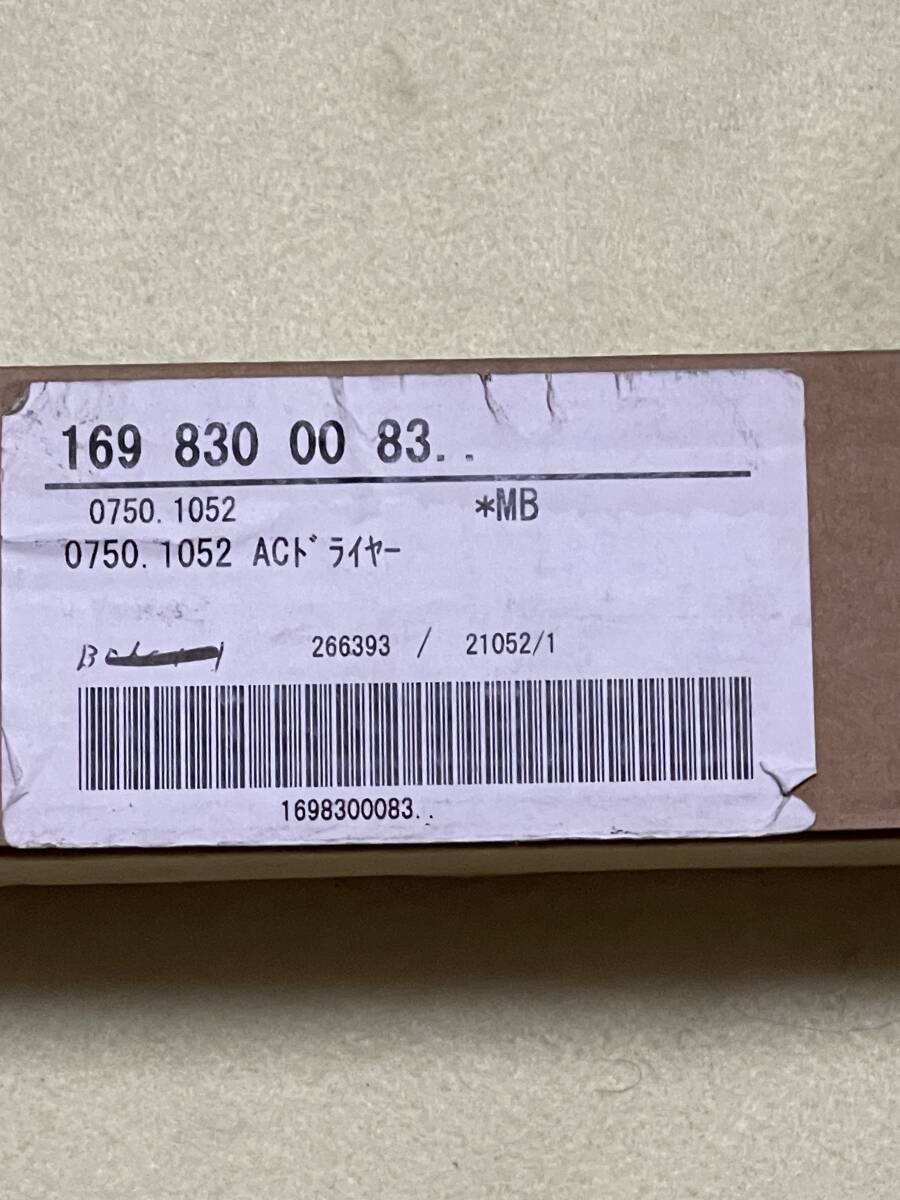 169 830 00 83..
0750.1052 *MB
0750.1052 ACﾄﾞﾗｲﾔｰ
266393 / 21052/1
1698300083..